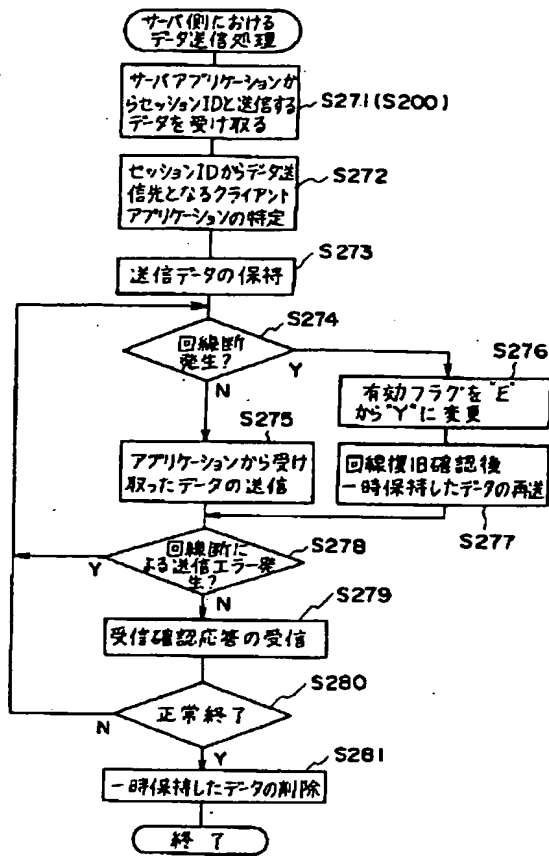 サーバ側における
データ送信処理
サーバアプリケーションか
らセッションIDと送信する
データを受け取る
S271(S200)
セッションIDからデータ送
信先となるクライアント
アプリケーションの特定
S272
S273
送信データの保持
S274
回線断
発生?
Y
N
S276
有効フラグを"E"
から"Y"に変更
S275
アプリケーションから受け
取ったデータの送信
回線復旧確認後
一時保持したデータの再送
S277
回線断に
よる送信エラー発
生?
S278
Y
N
S279
受信確認応答の受信
S280
正常終了
N
Y
S281
一時保持したデータの削除
終了